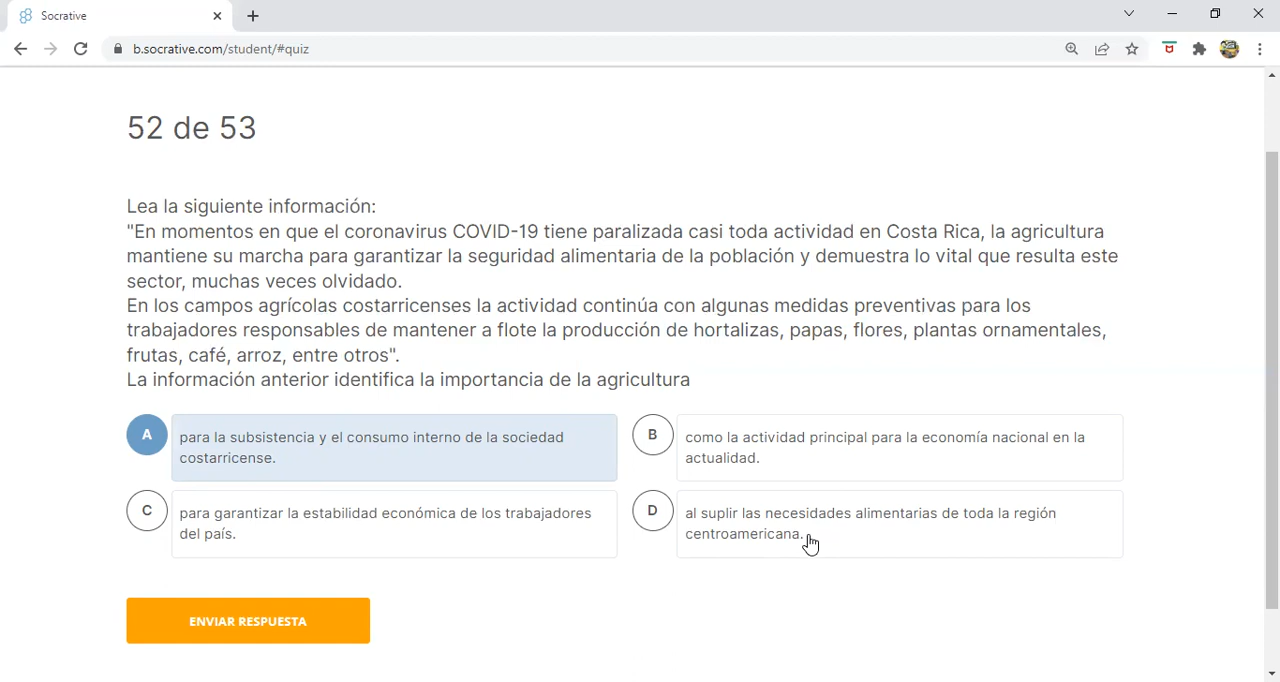 Socrative
b.socrative.com/student/#quiz
52 de 53
Lea la siguiente información:
"En momentos en que el coronavirus COVID-19 tiene paralizada casi toda actividad en Costa Rica, la agricultura
mantiene su marcha para garantizar la seguridad alimentaria de la población y demuestra lo vital que resulta este
sector, muchas veces olvidado.
En los campos agrícolas costarricenses la actividad continúa con algunas medidas preventivas para los
trabajadores responsables de mantener a flote la producción de hortalizas, papas, flores, plantas ornamentales,
frutas, café, arroz, entre otros".
La información anterior identifica la importancia de la agricultura
A
para la subsistencia y el consumo interno de la sociedad
costarricense.
B
como la actividad principal para la economía nacional en la
actualidad.
C
para garantizar la estabilidad económica de los trabajadores
del país.
D
al suplir las necesidades alimentarias de toda la región
centroamericana.
ENVIAR RESPUESTA